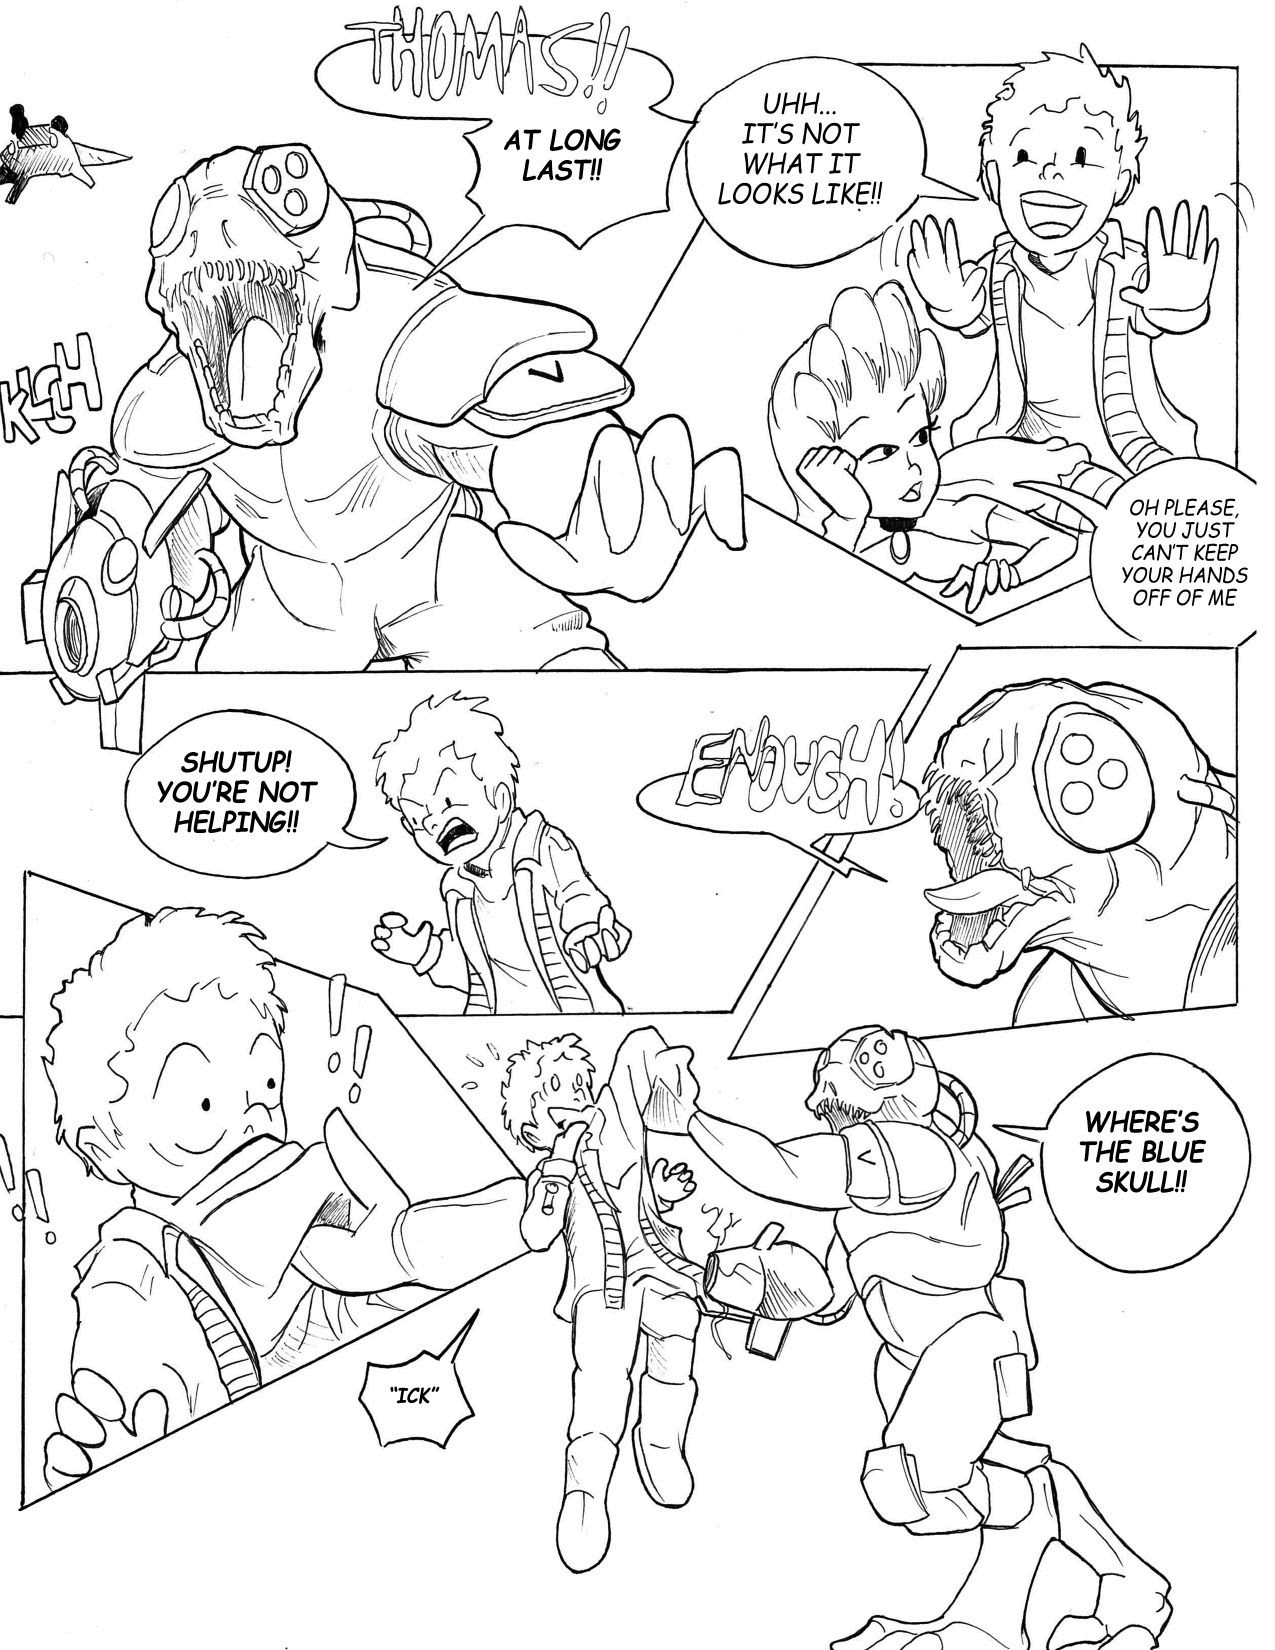 THOMAS!!
AT LONG
LAST!!
UHH...
IT'S NOT
WHAT IT
LOOKS LIKE!!
KLSCH
OH PLEASE,
YOU JUST
CAN'T KEEP
YOUR HANDS
OFF OF ME
SHUTUP!
YOU'RE NOT
HELPING!!
ENOUGH!
!!
!!
WHERE'S
THE BLUE
SKULL!!
"ICK"